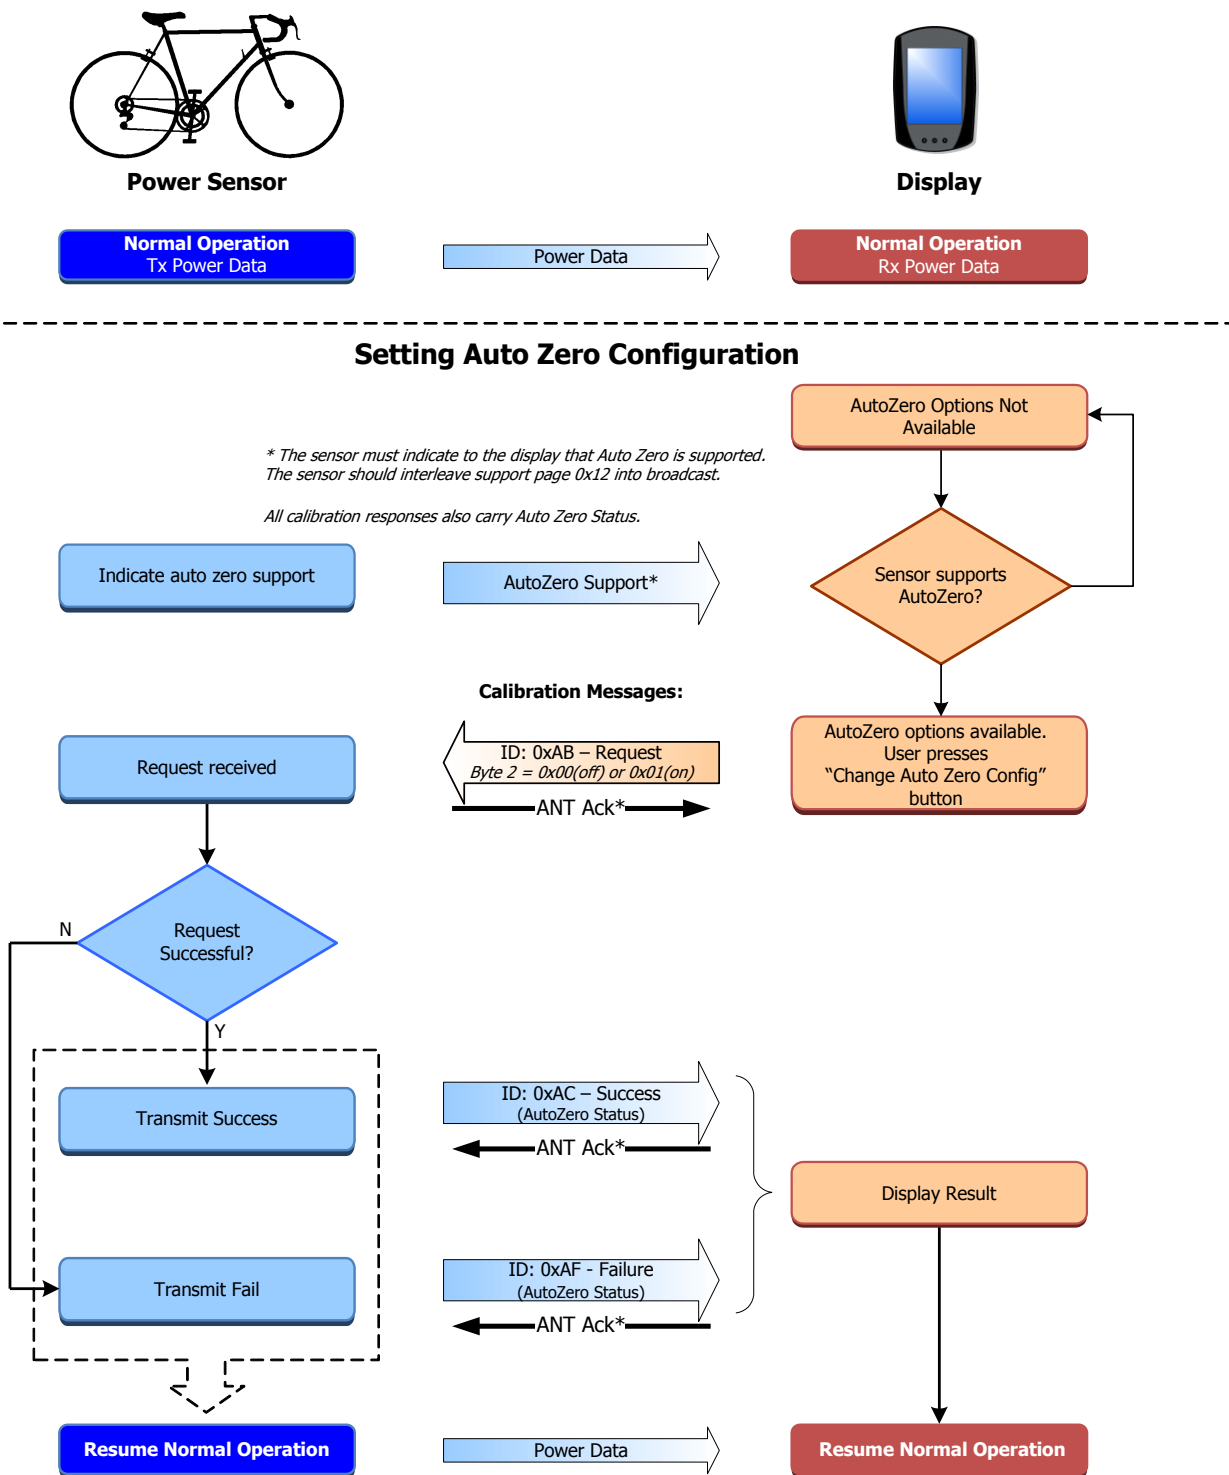 Power Sensor
Display
Normal Operation
Tx Power Data
Power Data
Normal Operation
Rx Power Data
Setting Auto Zero Configuration
AutoZero Options Not
Available
* The sensor must indicate to the display that Auto Zero is supported.
The sensor should interleave support page 0x12 into broadcast.
All calibration responses also carry Auto Zero Status.
Indicate auto zero support
AutoZero Support*
Sensor supports
AutoZero?
Calibration Messages:
Request received
ID: 0xAB – Request
Byte 2 = 0x00(off) or 0x01(on)
ANT Ack*
AutoZero options available.
User presses
“Change Auto Zero Config”
button
Request
Successful?
N
Y
Transmit Success
ID: 0xAC – Success
(AutoZero Status)
ANT Ack*
Display Result
Transmit Fail
ID: 0xAF - Failure
(AutoZero Status)
ANT Ack*
Resume Normal Operation
Power Data
Resume Normal Operation